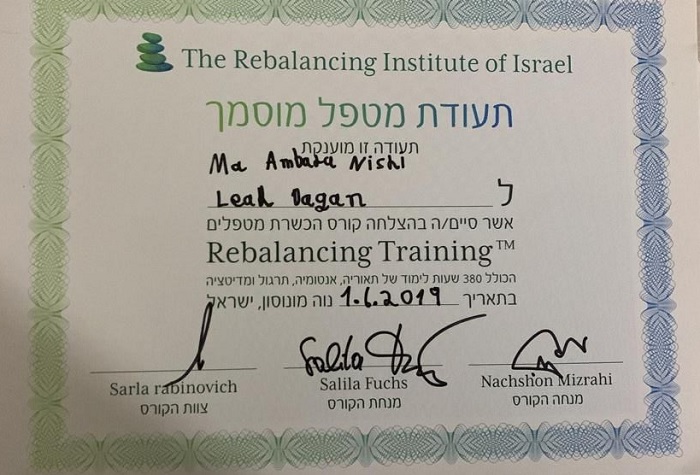 The Rebalancing Institute of Israel
תעודת מטפל מוסמך
תעודה זו מוענקת
Ma Ambara Nishi
ל Leah Dagan
אשר סיים/ה בהצלחה קורס הכשרת מטפלים
Rebalancing Training™
הכולל 380 שעות לימוד של תאוריה, אנטומיה, תרגול ומדיטציה
בתאריך 1.6.2019 נוה מונוסון, ישראל
Salila
Sarla rabinovich Salila Fuchs Nachshon Mizrahi
צוות הקורס מנחת הקורס מנחה הקורס